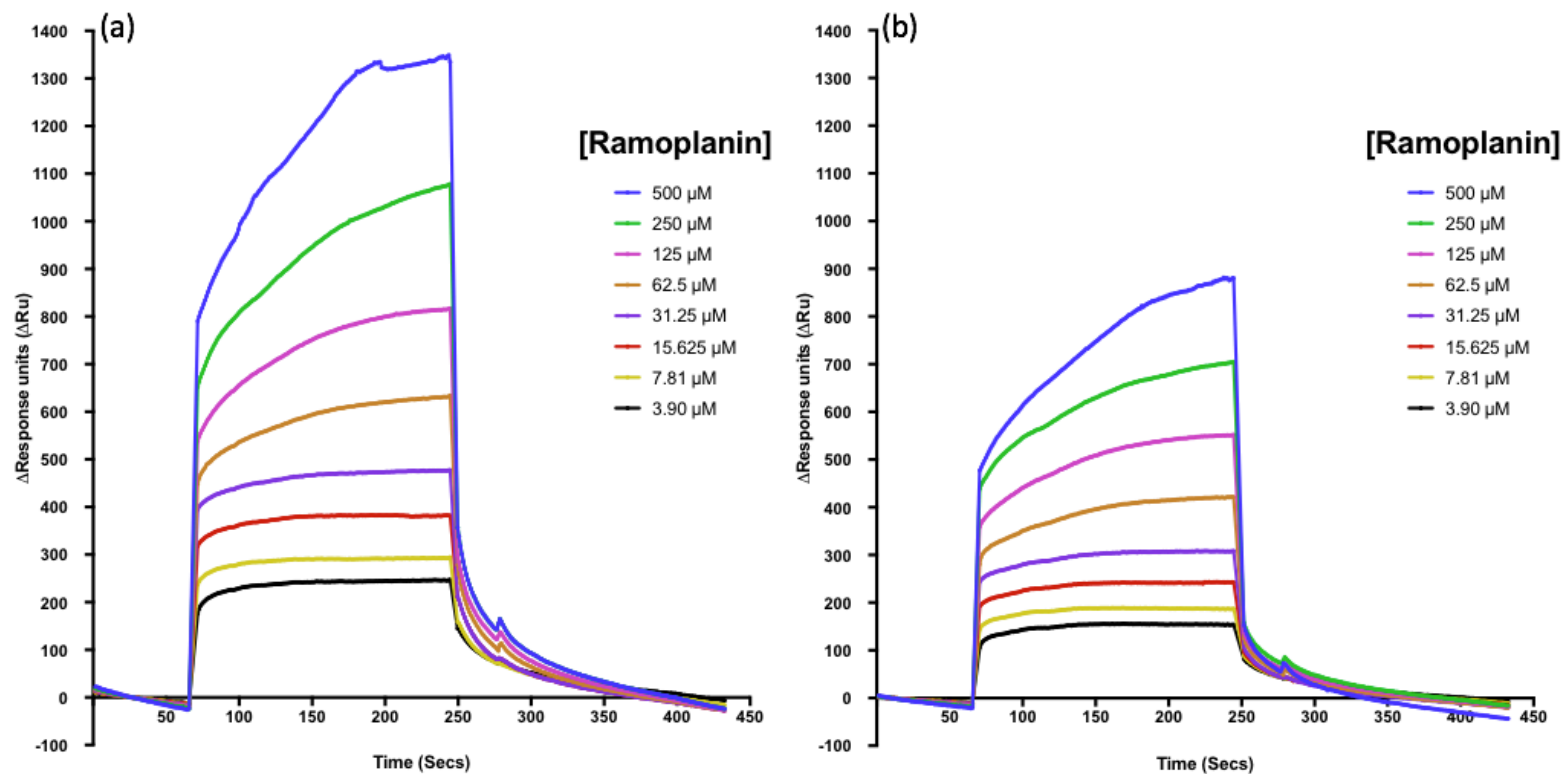 (a)
1400
1300
1200
1100
1000
900
800
700
600
500
400
300
200
100
0
-100
50 100 150 200 250 300 350 400 450
ΔResponse units (ΔRu)
Time (Secs)
[Ramoplanin]
500 µM
250 µM
125 µM
62.5 µM
31.25 µM
15.625 µM
7.81 µM
3.90 µM
(b)
1400
1300
1200
1100
1000
900
800
700
600
500
400
300
200
100
0
-100
50 100 150 200 250 300 350 400 450
ΔResponse units (ΔRu)
Time (Secs)
[Ramoplanin]
500 µM
250 µM
125 µM
62.5 µM
31.25 µM
15.625 µM
7.81 µM
3.90 µM